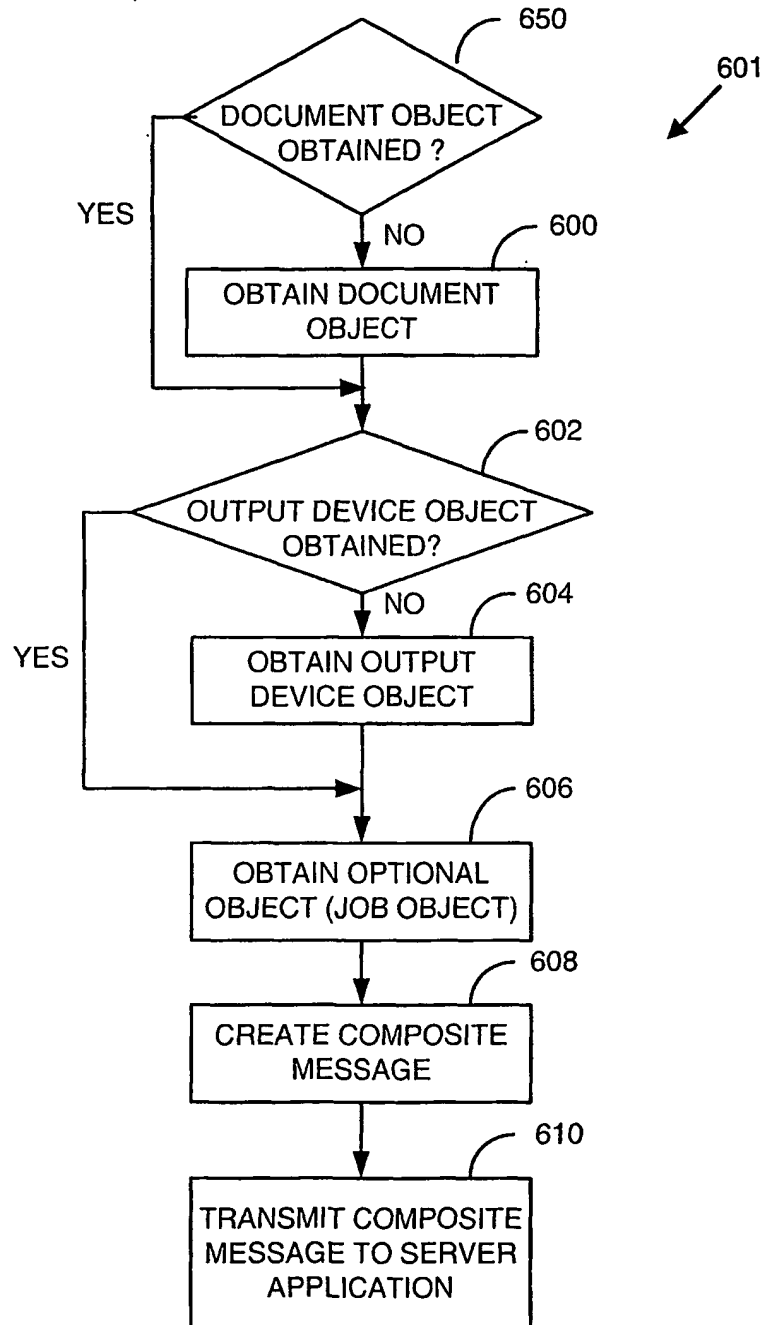 650
601
DOCUMENT OBJECT
OBTAINED ?
YES
NO
600
OBTAIN DOCUMENT
OBJECT
602
OUTPUT DEVICE OBJECT
OBTAINED?
NO
604
YES
OBTAIN OUTPUT
DEVICE OBJECT
606
OBTAIN OPTIONAL
OBJECT (JOB OBJECT)
608
CREATE COMPOSITE
MESSAGE
610
TRANSMIT COMPOSITE
MESSAGE TO SERVER
APPLICATION